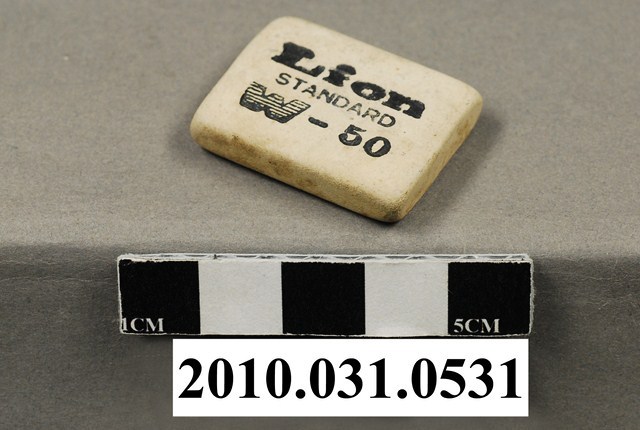 Lion
STANDARD
W-50
1CM 5CM
2010.031.0531